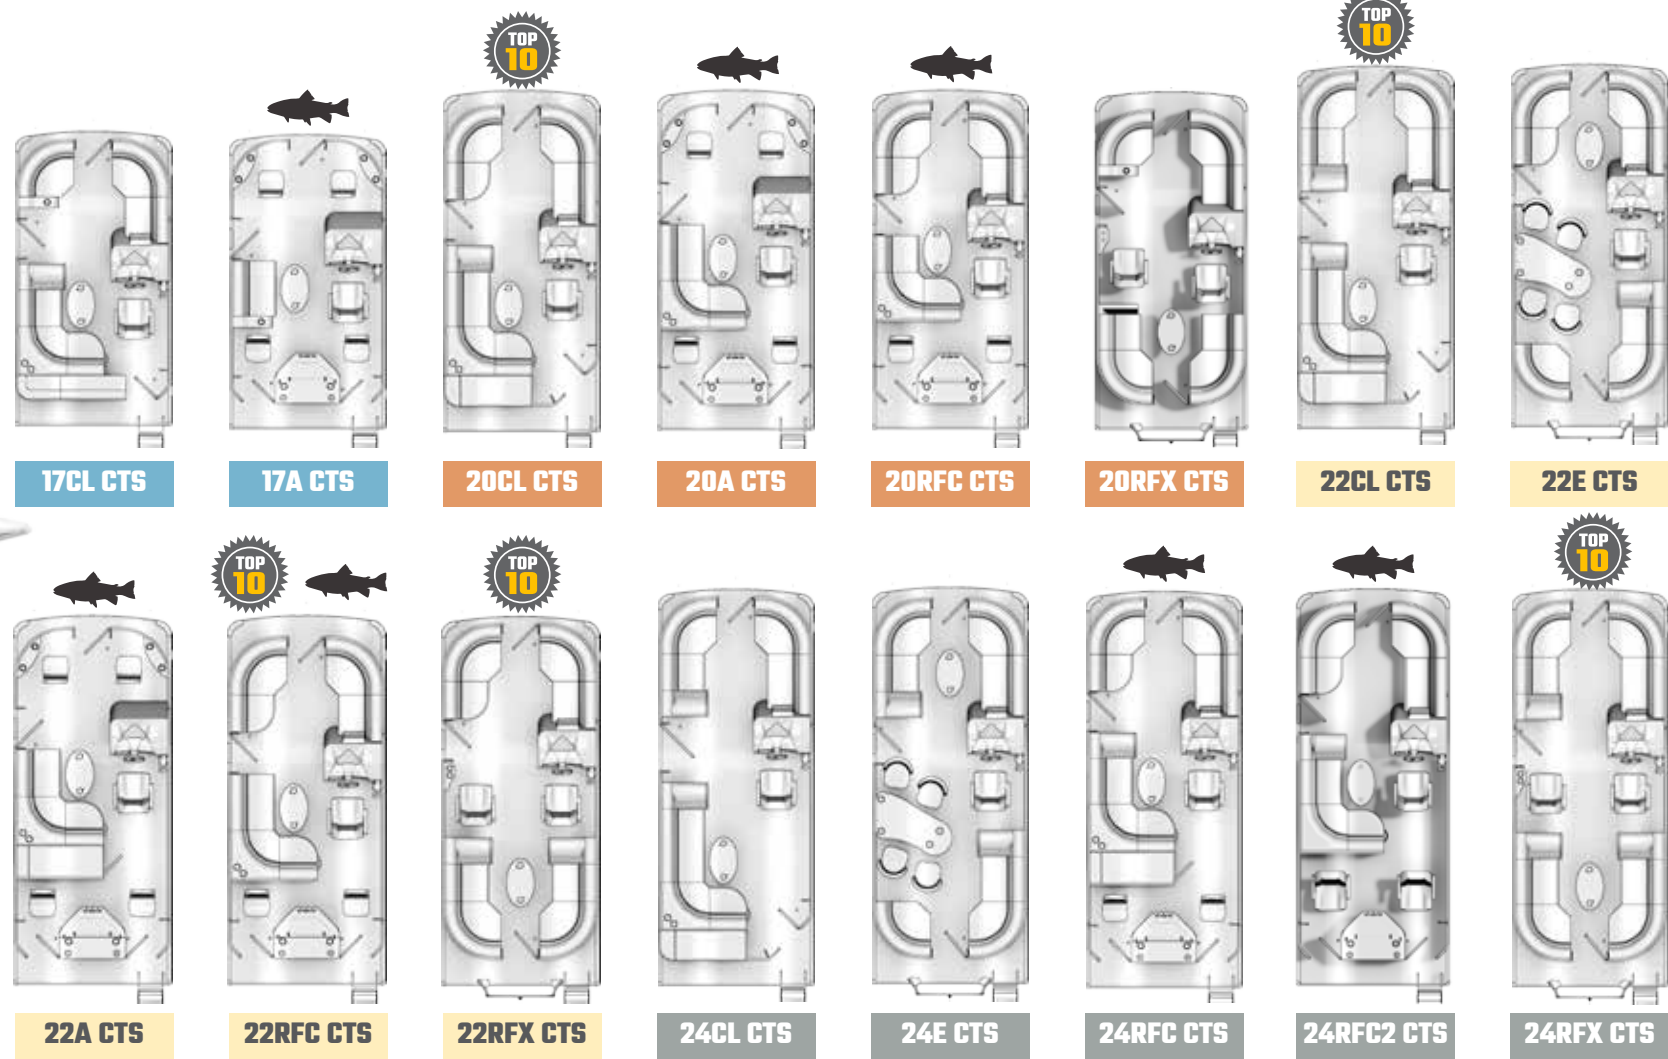 TOP
10
TOP
10
17CL CTS
17A CTS
20CL CTS
20A CTS
20RFC CTS
20RFX CTS
22CL CTS
22E CTS
TOP
10
TOP
10
TOP
10
22A CTS
22RFC CTS
22RFX CTS
24CL CTS
24E CTS
24RFC CTS
24RFC2 CTS
24RFX CTS